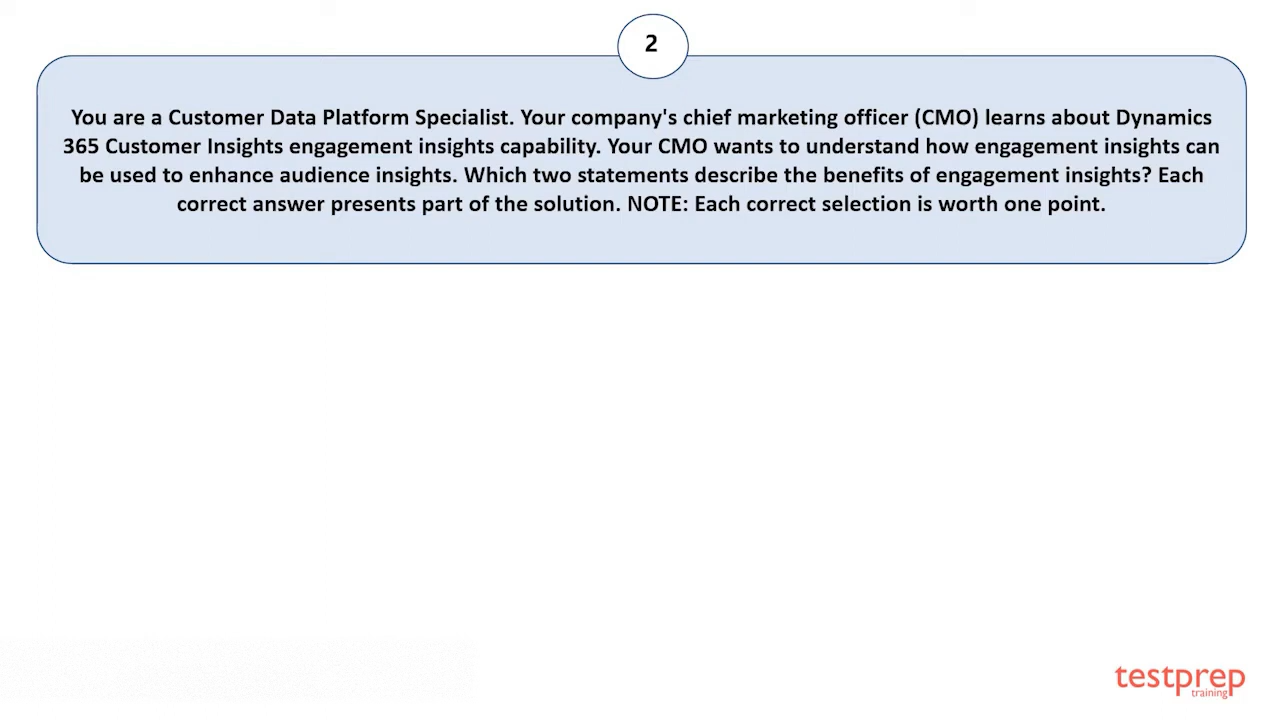 2
You are a Customer Data Platform Specialist. Your company's chief marketing officer (CMO) learns about Dynamics
365 Customer Insights engagement insights capability. Your CMO wants to understand how engagement insights can
be used to enhance audience insights. Which two statements describe the benefits of engagement insights? Each
correct answer presents part of the solution. NOTE: Each correct selection is worth one point.
testprep
training